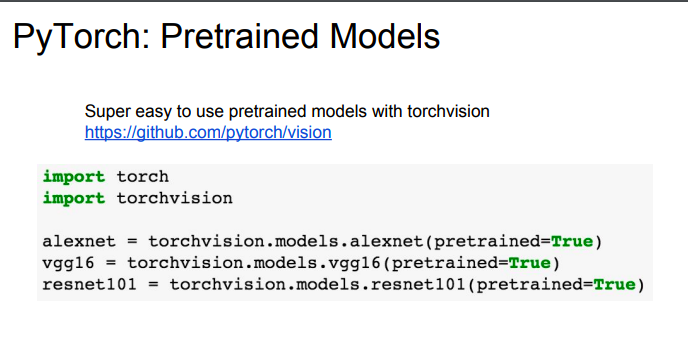 PyTorch: Pretrained Models
Super easy to use pretrained models with torchvision
https://github.com/pytorch/vision
import torch
import torchvision
alexnet = torchvision.models.alexnet(pretrained=True)
vgg16 = torchvision.models.vgg16(pretrained=True)
resnet101 = torchvision.models.resnet101(pretrained=True)